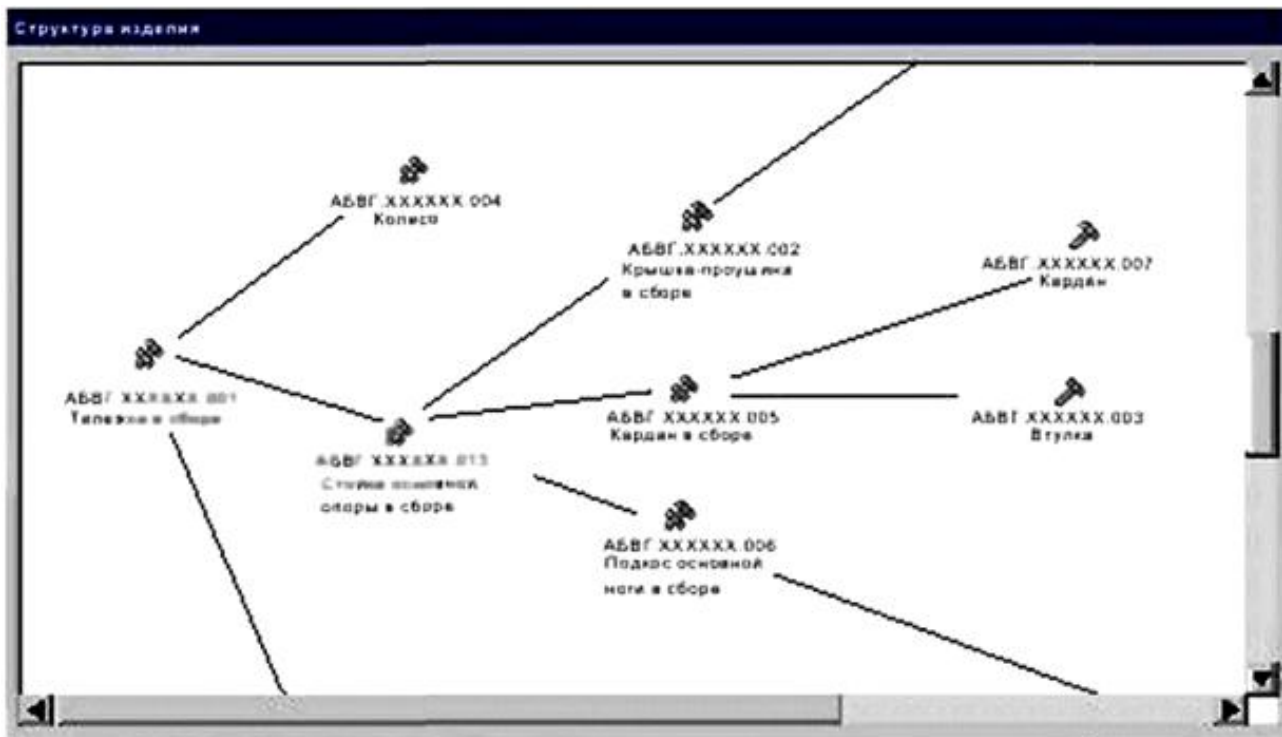 Структура изделия
АБВГ.XXXXXX.004
Колесо
АБВГ.XXXXXX.002
Крышка-проушина
в сборе
АБВГ.XXXXXX.007
Кардан
АБВГ.XXXXXX.001
Тележка в сборе
АБВГ.XXXXXX.005
Кардан в сборе
АБВГ.XXXXXX.003
Втулка
АБВГ.XXXXXX.013
Стойка основной
опоры в сборе
АБВГ.XXXXXX.006
Подкос основной
ноги в сборе